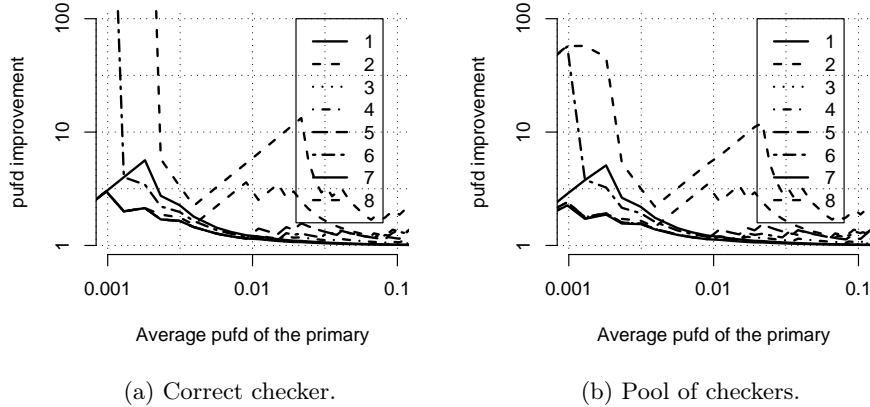 100
10
1
pufd improvement
1
2
3
4
5
6
7
8
0.001 0.01 0.1
Average pufd of the primary
(a) Correct checker.
100
10
1
pufd improvement
1
2
3
4
5
6
7
8
0.001 0.01 0.1
Average pufd of the primary
(b) Pool of checkers.